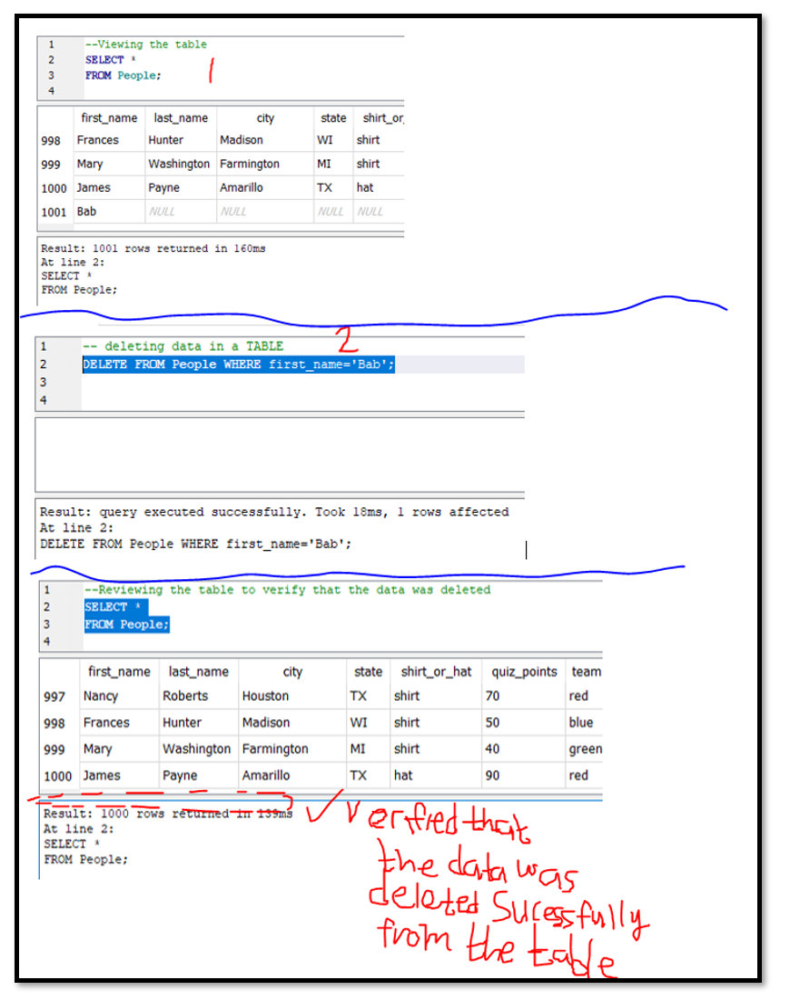 1 --Viewing the table
2 SELECT *
3 FROM People;
4
1
first_name last_name city state shirt_or
998 Frances Hunter Madison WI shirt
999 Mary Washington Farmington MI shirt
1000 James Payne Amarillo TX hat
1001 Bab NULL NULL NULL NULL
Result: 1001 rows returned in 160ms
At line 2:
SELECT *
FROM People;
2
1 -- deleting data in a TABLE
2 DELETE FROM People WHERE first_name='Bab';
3
4
Result: query executed successfully. Took 18ms, 1 rows affected
At line 2:
DELETE FROM People WHERE first_name='Bab';
1 --Reviewing the table to verify that the data was deleted
2 SELECT *
3 FROM People;
4
first_name last_name city state shirt_or_hat quiz_points team
997 Nancy Roberts Houston TX shirt 70 red
998 Frances Hunter Madison WI shirt 50 blue
999 Mary Washington Farmington MI shirt 40 green
1000 James Payne Amarillo TX hat 90 red
Result: 1000 rows returned in 139ms
At line 2:
SELECT *
FROM People;
Verfied that
the data was
deleted Sucessfully
from the table